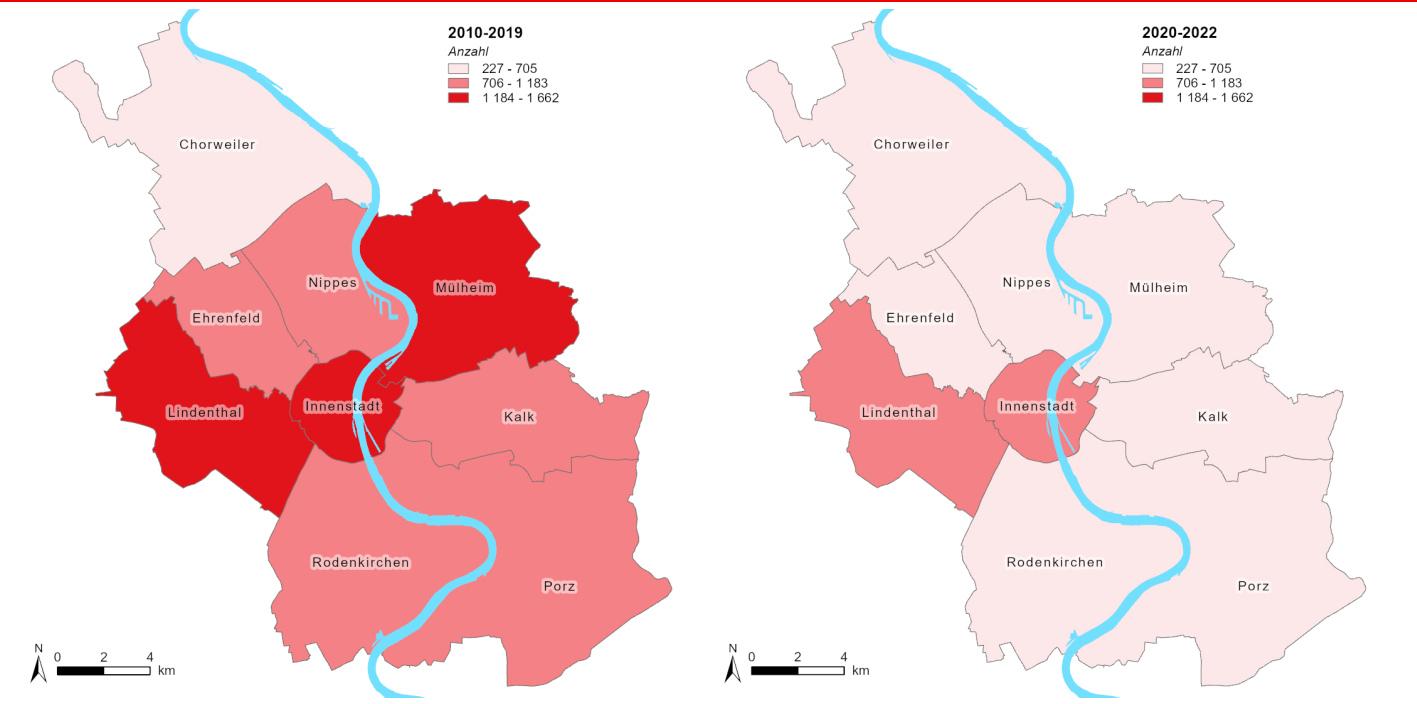 2010-2019
Anzahl
227 - 705
706 - 1 183
1 184 - 1 662
Chorweiler
Nippes
Mülheim
Ehrenfeld
Lindenthal
Innenstadt
Kalk
Rodenkirchen
Porz
N
0 2 4
km
2020-2022
Anzahl
227 - 705
706 - 1 183
1 184 - 1 662
Chorweiler
Nippes
Mülheim
Ehrenfeld
Lindenthal
Innenstadt
Kalk
Rodenkirchen
Porz
N
0 2 4
km